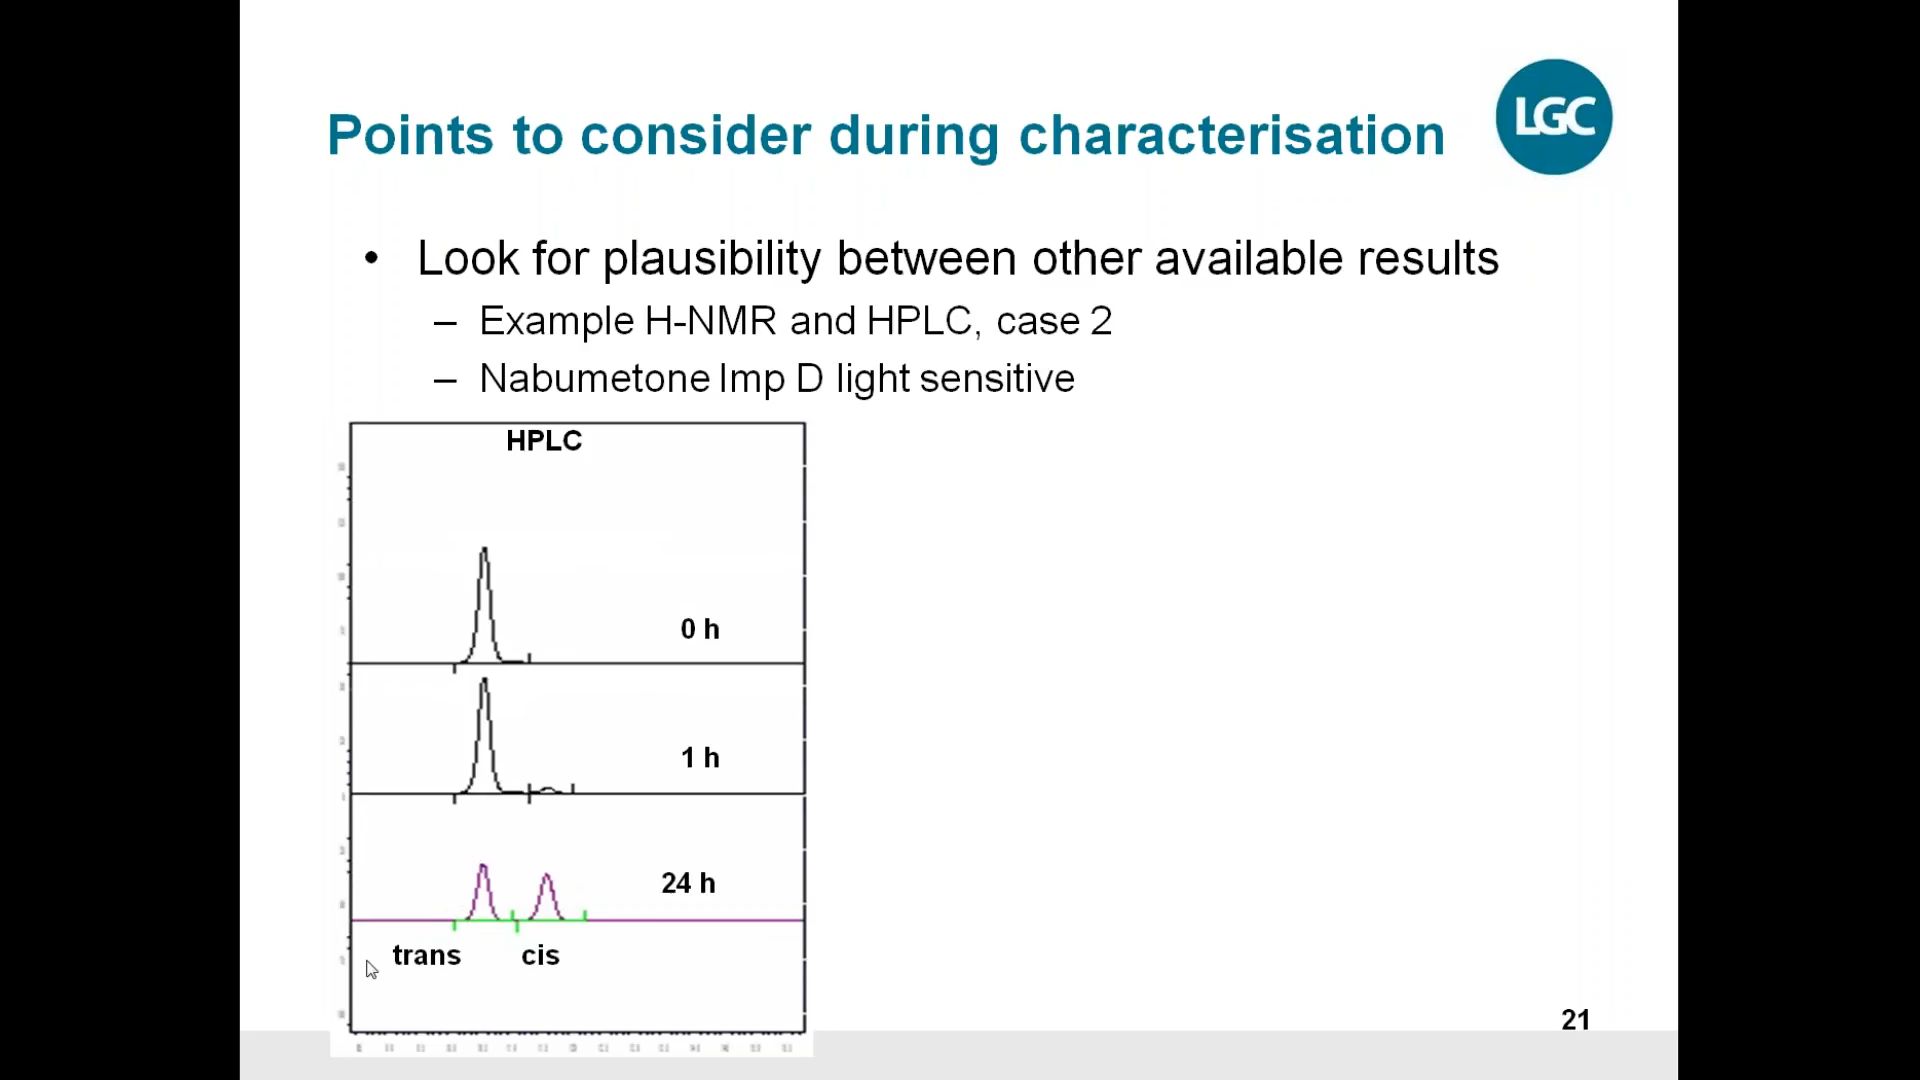 LGC
Points to consider during characterisation
• Look for plausibility between other available results
– Example H-NMR and HPLC, case 2
– Nabumetone Imp D light sensitive
HPLC
0 h
1 h
24 h
trans cis
21